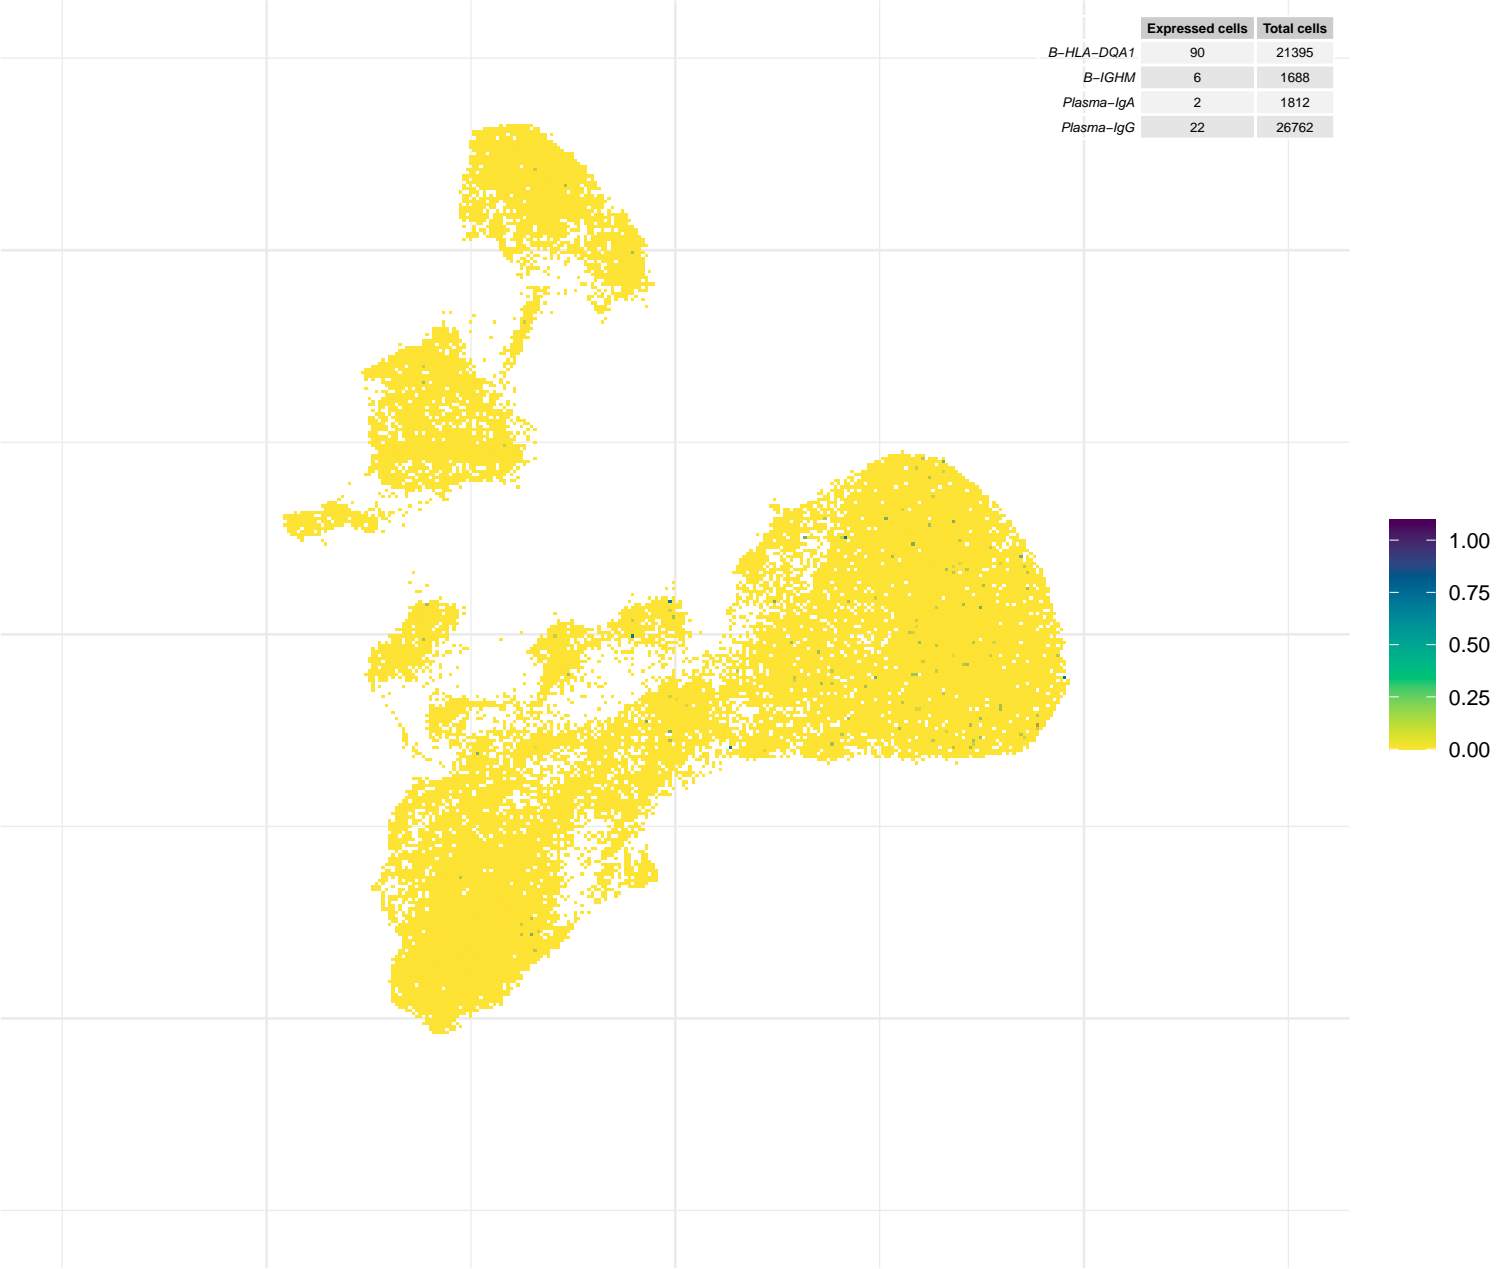 Expressed cells Total cells
B−HLA−DQA1 90 21395
B−IGHM 6 1688
Plasma−IgA 2 1812
Plasma−IgG 22 26762
1.00
0.75
0.50
0.25
0.00